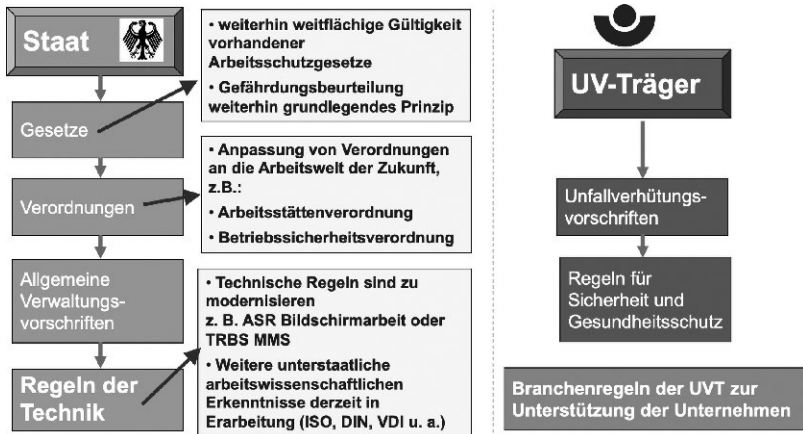 Staat
Gesetze
Verordnungen
Allgemeine
Verwaltungs-
vorschriften
Regeln der
Technik
• weiterhin weitflächige Gültigkeit
vorhandener
Arbeitsschutzgesetze
• Gefährdungsbeurteilung
weiterhin grundlegendes Prinzip
• Anpassung von Verordnungen
an die Arbeitswelt der Zukunft,
z.B.:
• Arbeitsstättenverordnung
• Betriebssicherheitsverordnung
• Technische Regeln sind zu
modernisieren
z. B. ASR Bildschirmarbeit oder
TRBS MMS
• Weitere unterstaatliche
arbeitswissenschaftlichen
Erkenntnisse derzeit in
Erarbeitung (ISO, DIN, VDI u. a.)
UV-Träger
Unfallverhütungs-
vorschriften
Regeln für
Sicherheit und
Gesundheitsschutz
Branchenregeln der UVT zur
Unterstützung der Unternehmen